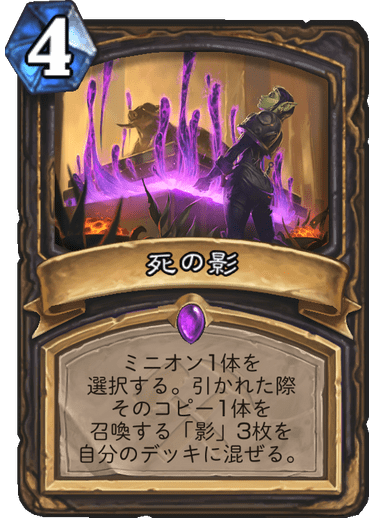 4
死の影
ミニオン1体を
選択する。引かれた際
そのコピー1体を
召喚する「影」3枚を
自分のデッキに混ぜる。